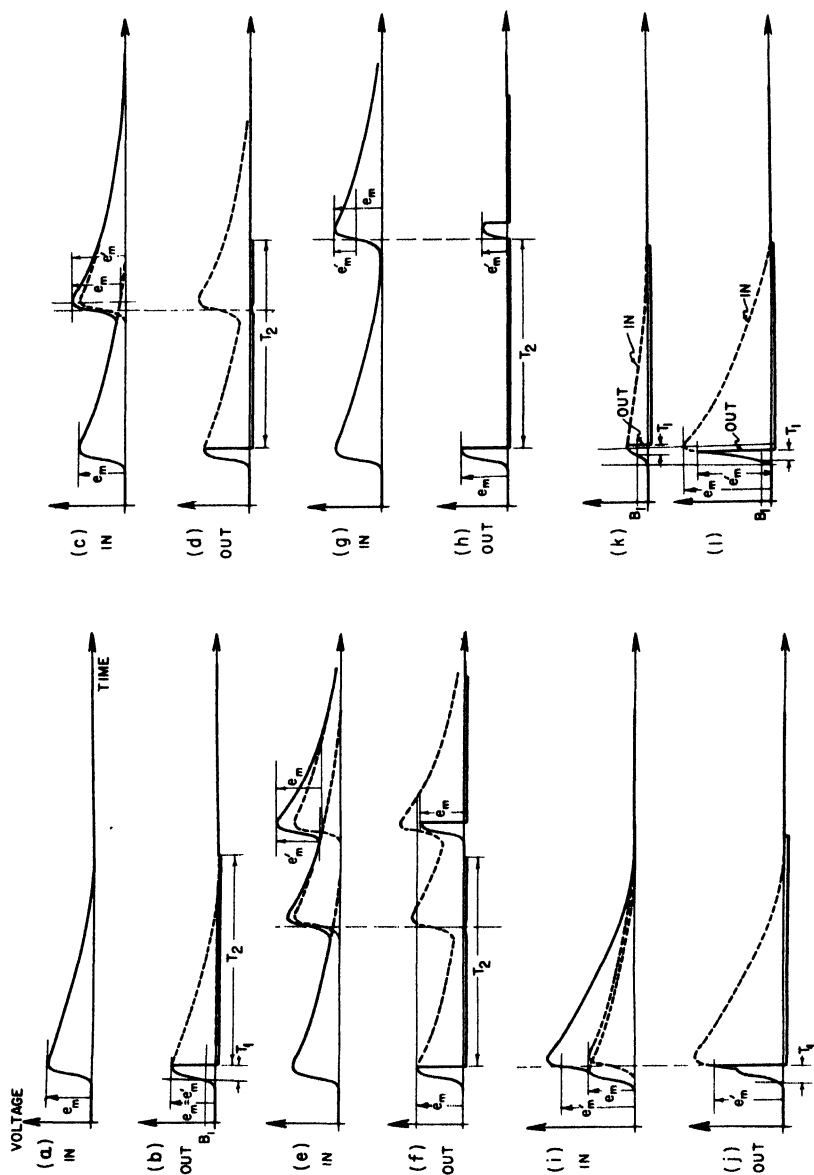 VOLTAGE
(a)
IN
e_m
TIME
(b)
OUT
e_m=e'_m
B_1
T_1
T_2
(c)
IN
e_m
e_m
e'_m
(d)
OUT
T_2
(e)
IN
e'_m
e_m
(f)
OUT
e_m
T_2
e_m
(g)
IN
e'_m
e_m
(h)
OUT
e_m
T_2
e'_m
(i)
IN
e'_m
e_m
(j)
OUT
e'_m
T_1
(k)
B_1
OUT
IN
T_1
(l)
e_m
e'_m
B_1
OUT
IN
T_1